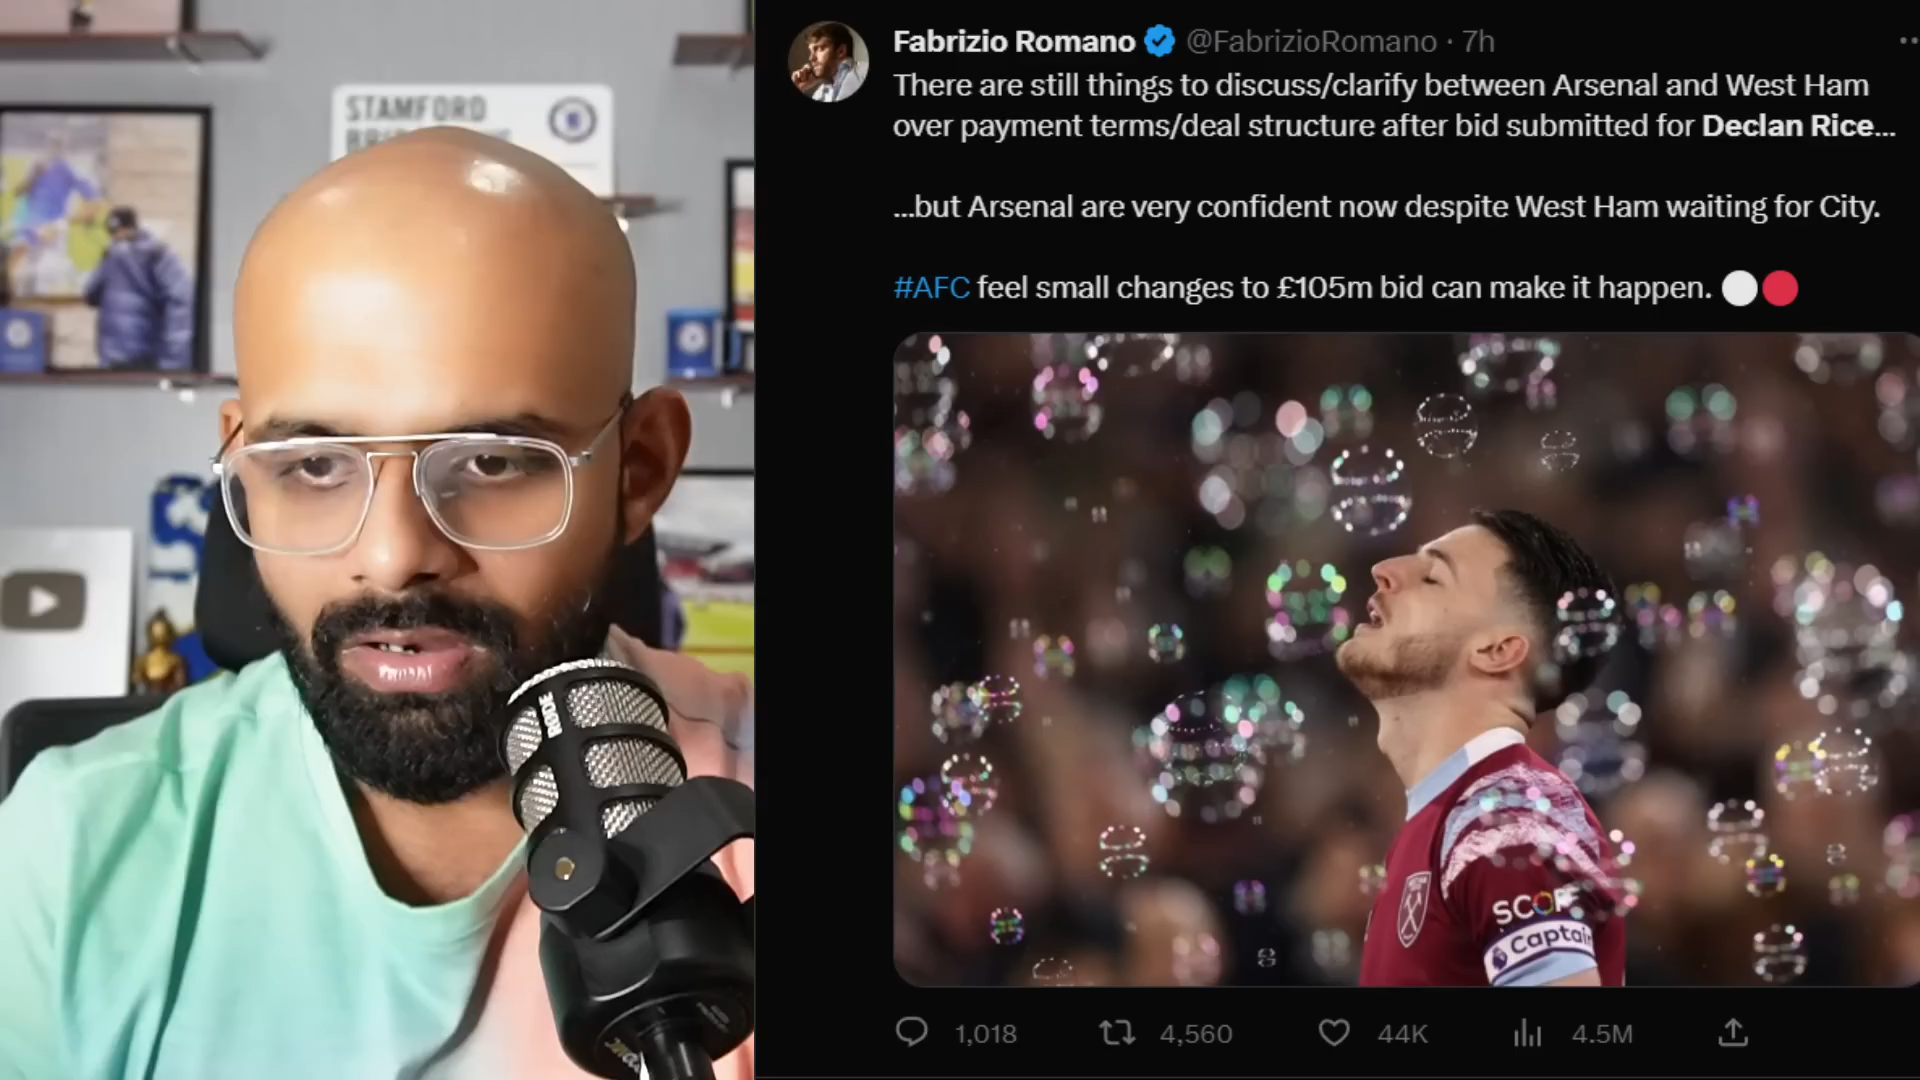 STAMFORD
Fabrizio Romano @FabrizioRomano · 7h
There are still things to discuss/clarify between Arsenal and West Ham
over payment terms/deal structure after bid submitted for Declan Rice...
...but Arsenal are very confident now despite West Ham waiting for City.
#AFC feel small changes to £105m bid can make it happen.
RODE
SCOPE
Captain
1,018 4,560 44K 4.5M